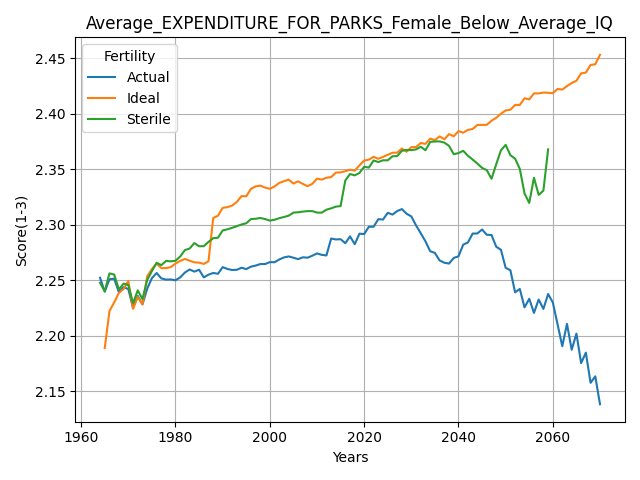 Average_EXPENDITURE_FOR_PARKS_Female_Below_Average_IQ
Fertility
Actual
Ideal
Sterile
Score(1-3)
2.45
2.40
2.35
2.30
2.25
2.20
2.15
1960
1980
2000
2020
2040
2060
Years